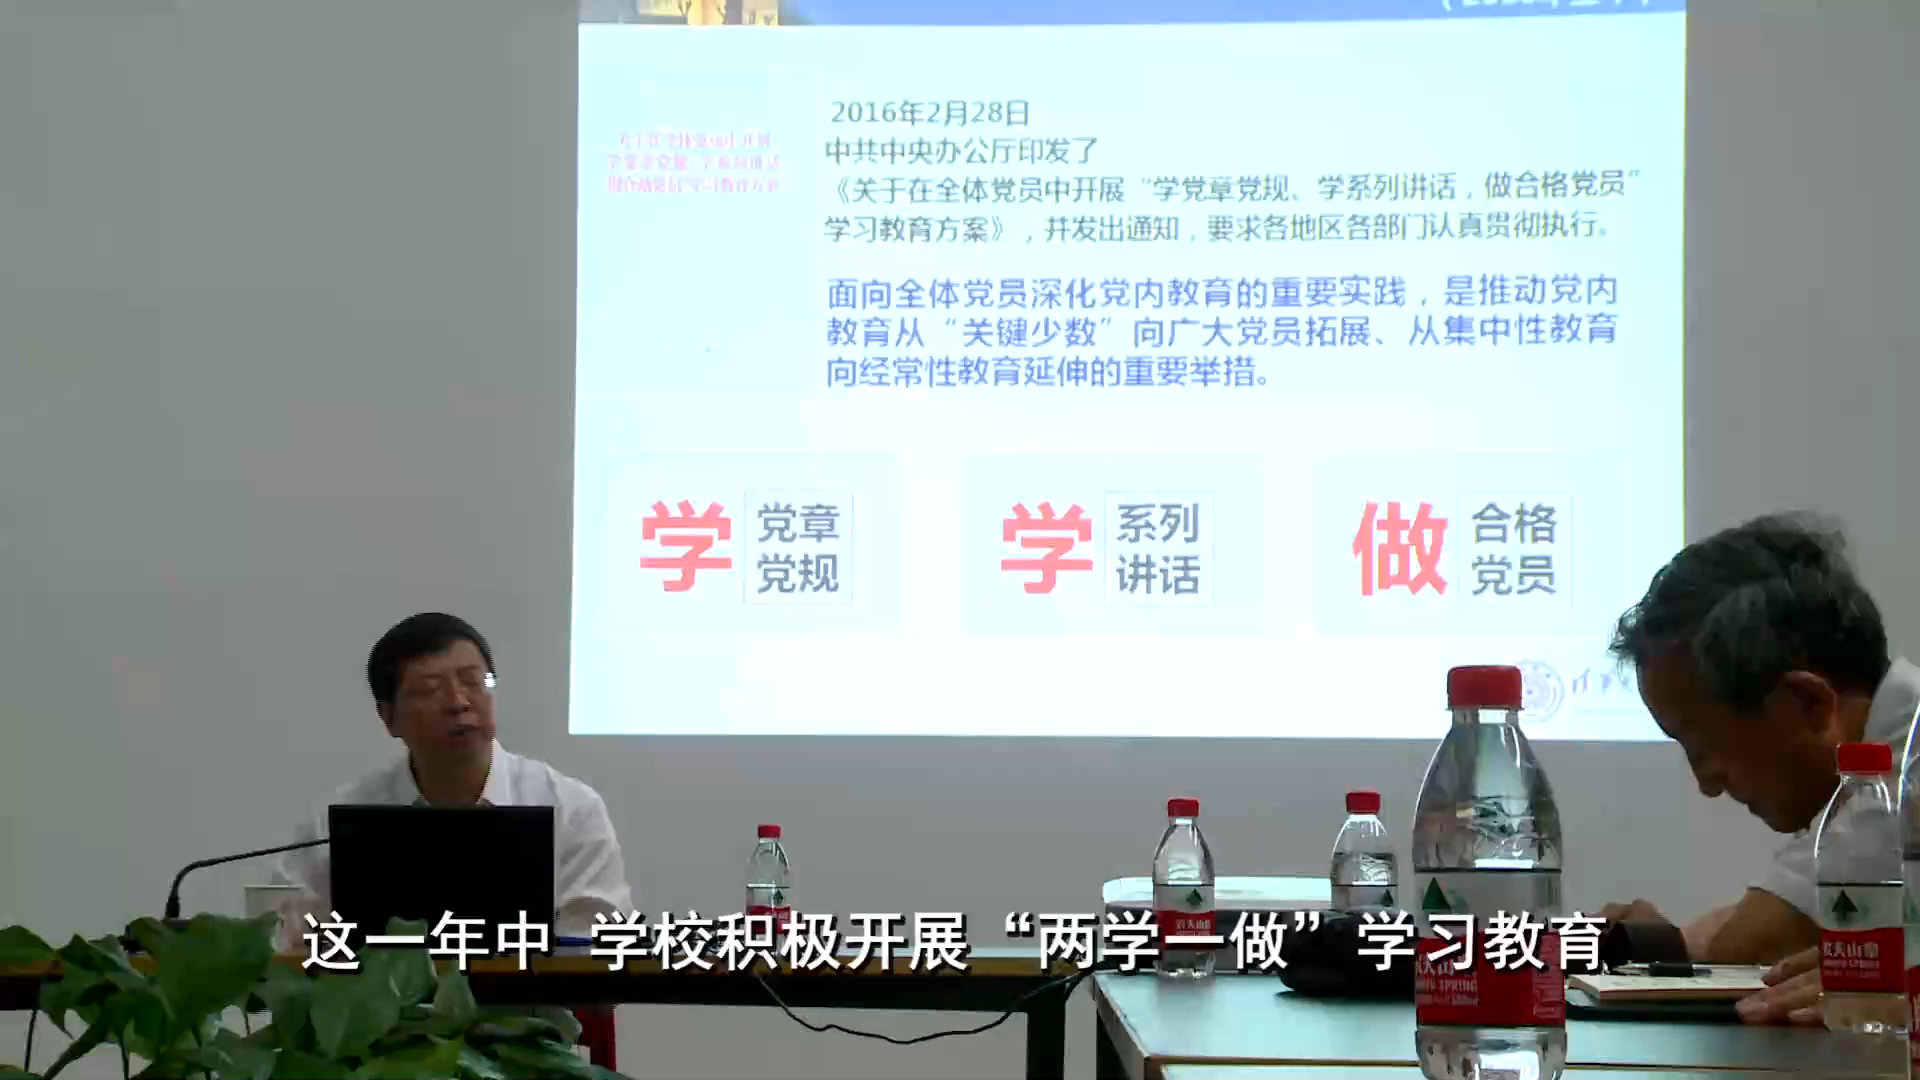 2016年2月28日
中共中央办公厅印发了
《关于在全体党员中开展“学党章党规、学系列讲话，做合格党员”
学习教育方案》，并发出通知，要求各地区各部门认真贯彻执行。
面向全体党员深化党内教育的重要实践，是推动党内
教育从“关键少数”向广大党员拓展、从集中性教育
向经常性教育延伸的重要举措。
学 党章
党规
学 系列
讲话
做 合格
党员
这一年中 学校积极开展“两学一做”学习教育